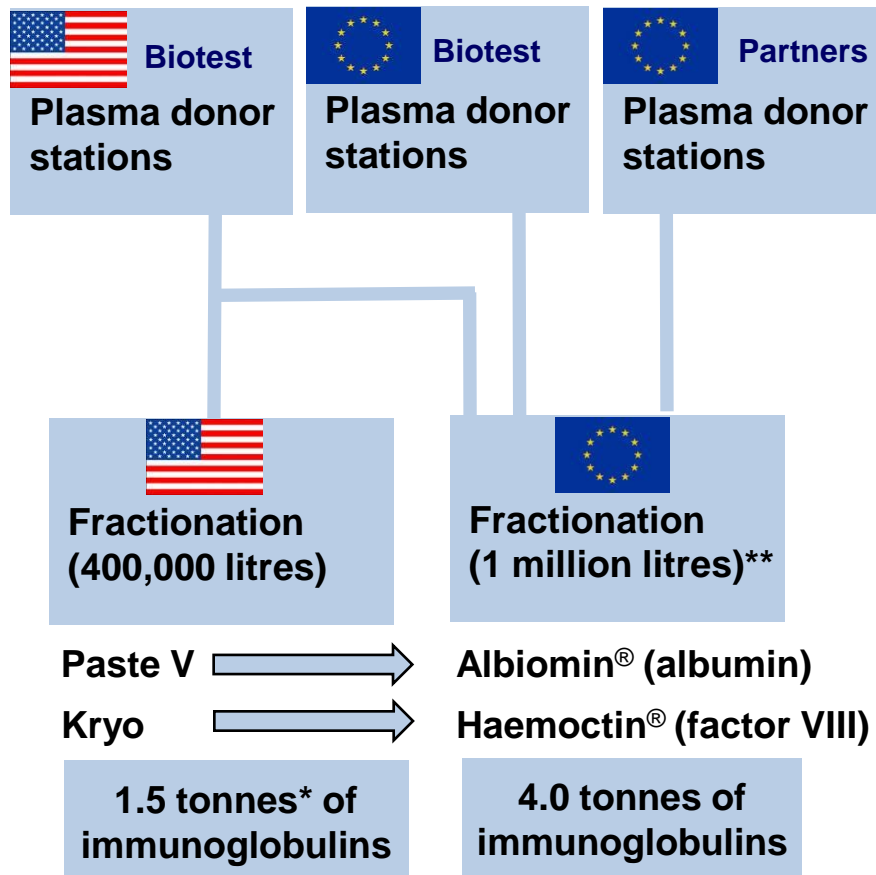 Biotest
Plasma donor
stations
Biotest
Plasma donor
stations
Partners
Plasma donor
stations
Fractionation
(400,000 litres)
Fractionation
(1 million litres)**
Paste V
Albiomin® (albumin)
Kryo
Haemoctin® (factor VIII)
1.5 tonnes* of
immunoglobulins
4.0 tonnes of
immunoglobulins